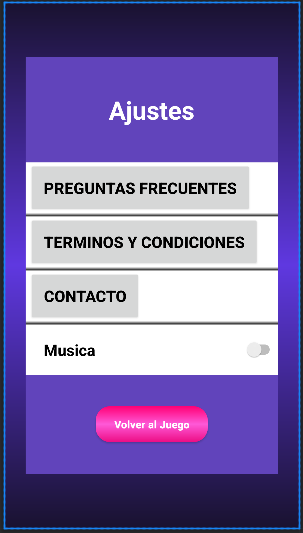 Ajustes
PREGUNTAS FRECUENTES
TERMINOS Y CONDICIONES
CONTACTO
Musica
Volver al Juego